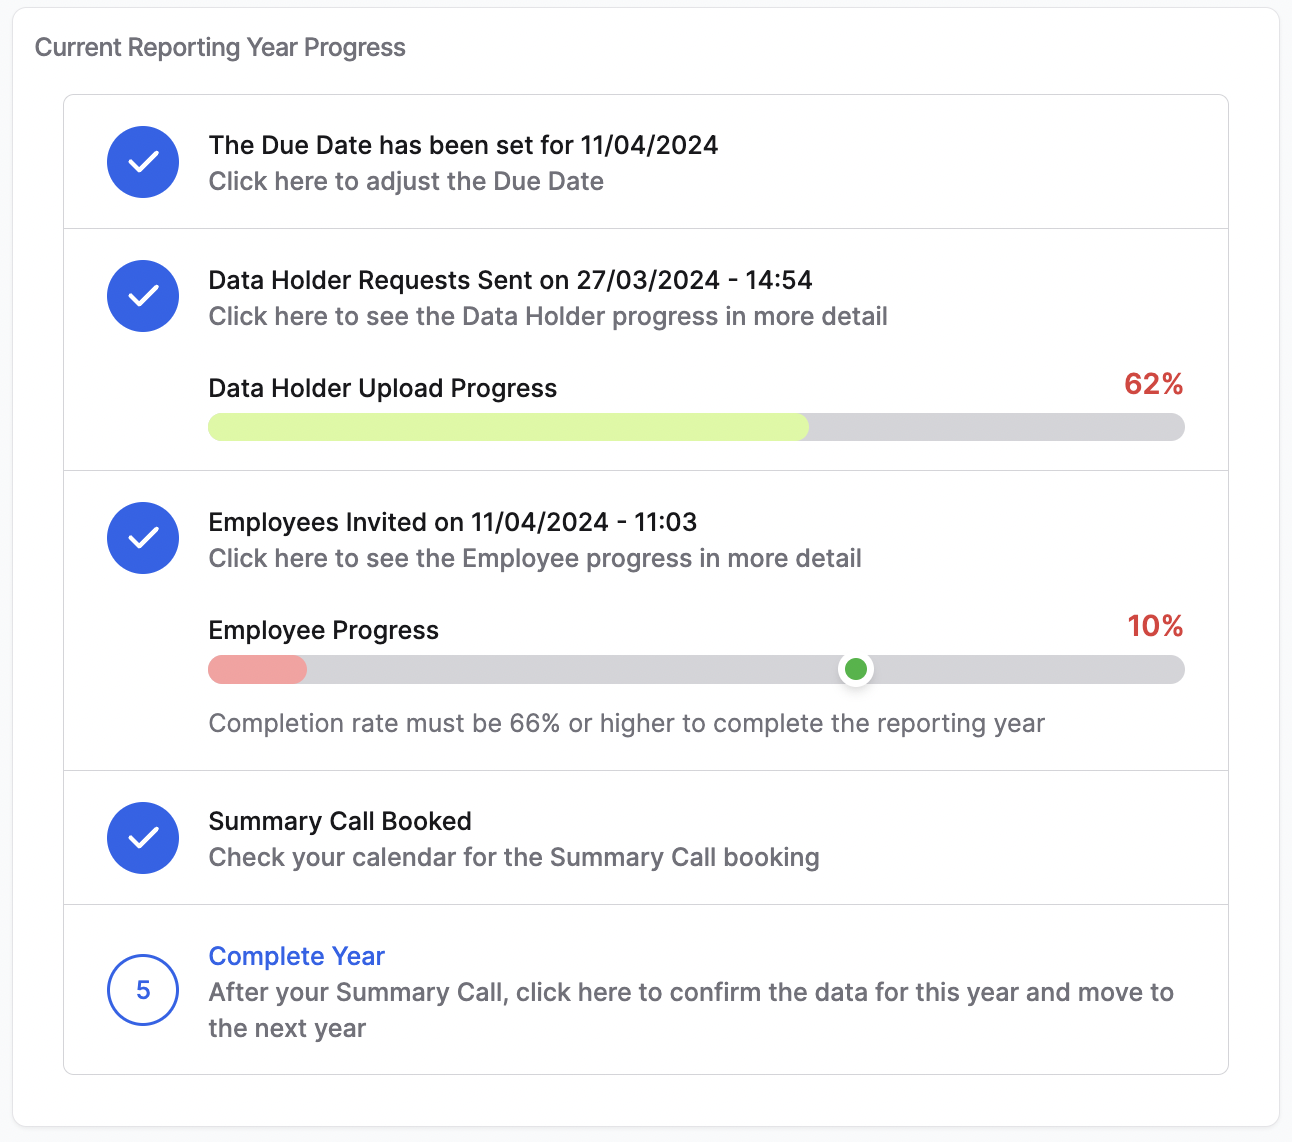 Current Reporting Year Progress
The Due Date has been set for 11/04/2024
Click here to adjust the Due Date
Data Holder Requests Sent on 27/03/2024 - 14:54
Click here to see the Data Holder progress in more detail
Data Holder Upload Progress
62%
Employees Invited on 11/04/2024 - 11:03
Click here to see the Employee progress in more detail
Employee Progress
10%
Completion rate must be 66% or higher to complete the reporting year
Summary Call Booked
Check your calendar for the Summary Call booking
5
Complete Year
After your Summary Call, click here to confirm the data for this year and move to
the next year